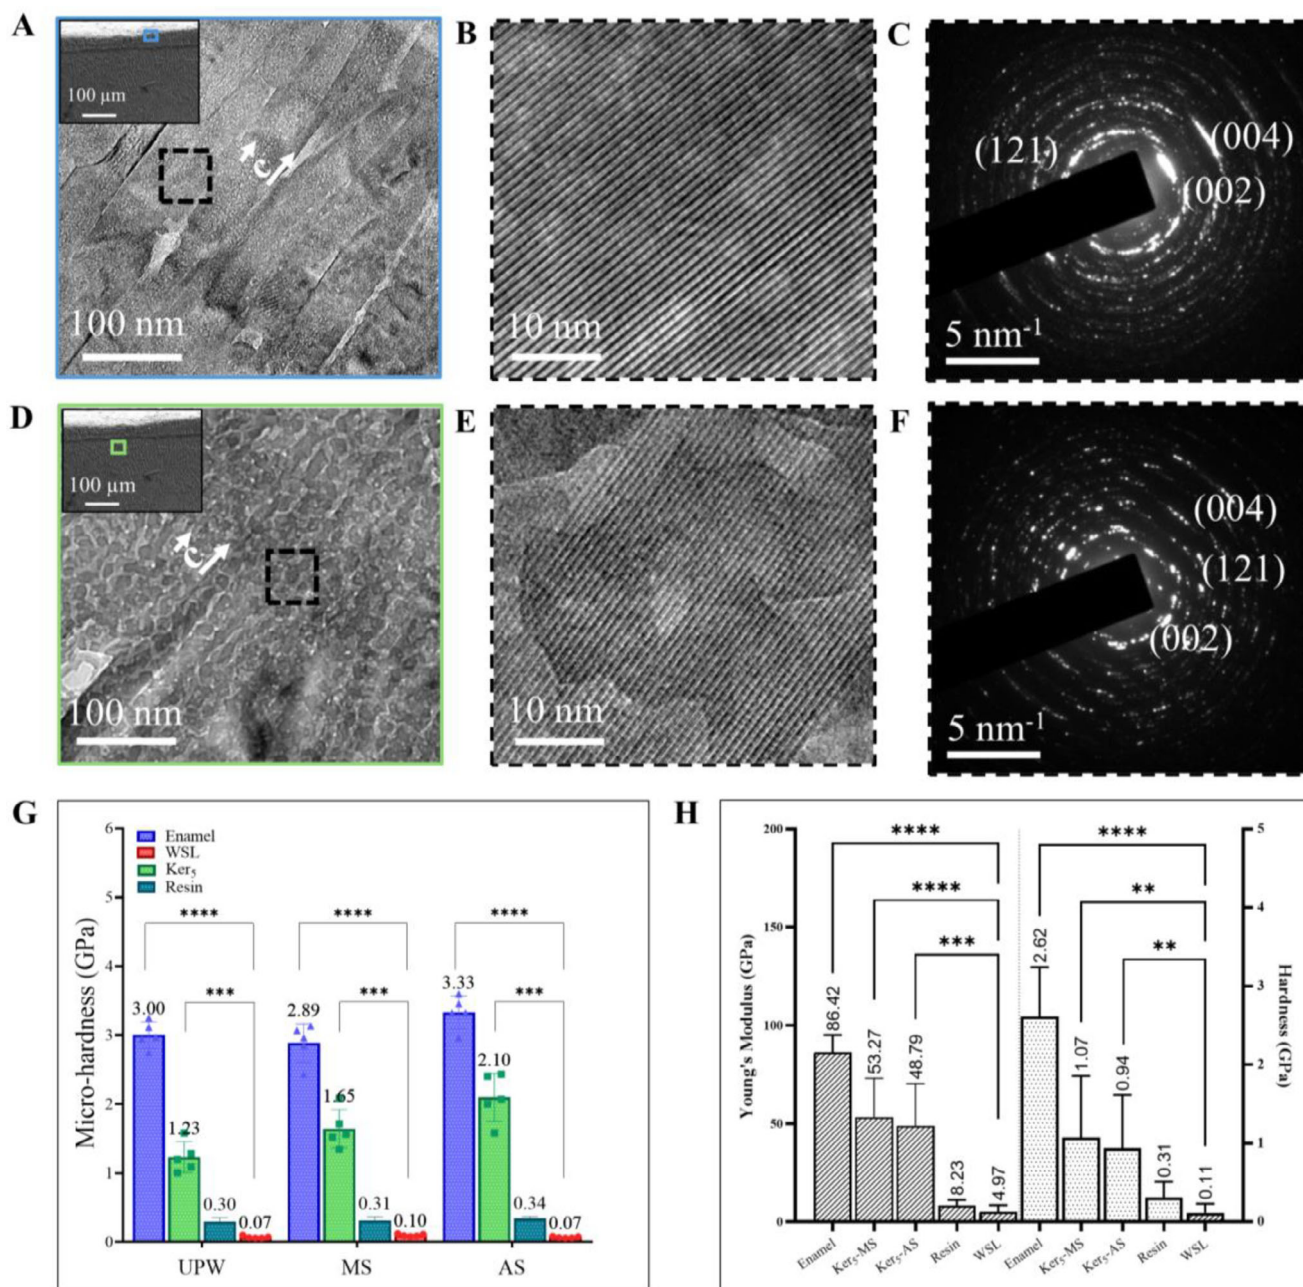 A
100 µm
c
100 nm
B
10 nm
C
(121)
(004)
(002)
5 nm-1
D
100 µm
c
100 nm
E
10 nm
F
(004)
(121)
(002)
5 nm-1
G
Micro-hardness (GPa)
6
5
4
3
2
1
0
Enamel
WSL
Ker5
Resin
****
****
****
***
***
***
3.00
1.23
0.30
0.07
2.89
1.65
0.31
0.10
3.33
2.10
0.34
0.07
UPW
MS
AS
H
Young's Modulus (GPa)
200
150
100
50
0
****
****
***
****
**
**
86.42
53.27
48.79
8.23
4.97
2.62
1.07
0.94
0.31
0.11
Enamel
Ker5-MS
Ker5-AS
Resin
WSL
Enamel
Ker5-MS
Ker5-AS
Resin
WSL
5
4
3
2
1
0
Hardness (GPa)